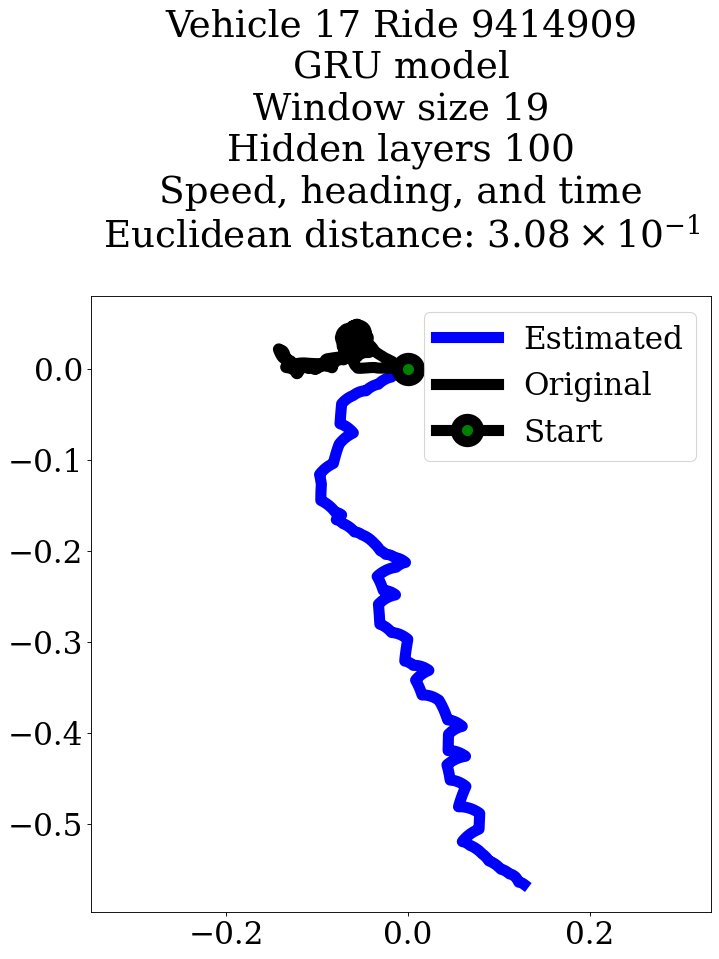 Vehicle 17 Ride 9414909
GRU model
Window size 19
Hidden layers 100
Speed, heading, and time
Euclidean distance: 3.08 × 10⁻¹
Estimated
Original
Start
0.0
−0.1
−0.2
−0.3
−0.4
−0.5
−0.2
0.0
0.2